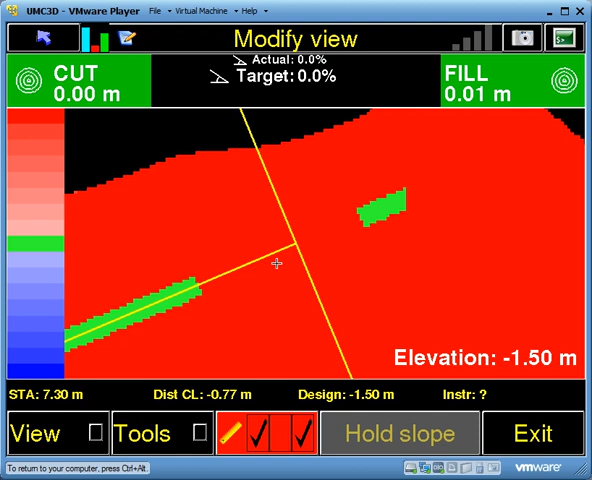 UMC3D - VMware Player File Virtual Machine Help
Modify view
CUT
0.00 m
Actual: 0.0%
Target: 0.0%
FILL
0.01 m
Elevation: -1.50 m
STA: 7.30 m Dist CL: -0.77 m Design: -1.50 m Instr: ?
View Tools Hold slope Exit
To return to your computer, press Ctrl+Alt. vmware